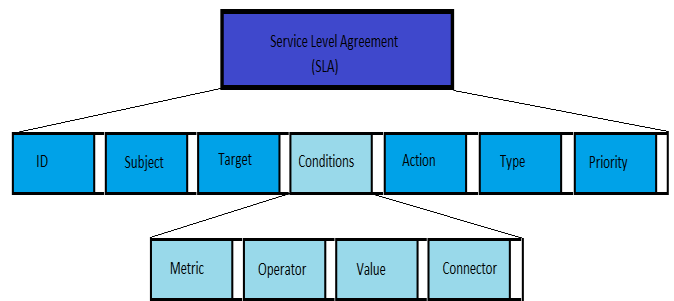 Service Level Agreement
(SLA)
ID
Subject
Target
Conditions
Action
Type
Priority
Metric
Operator
Value
Connector